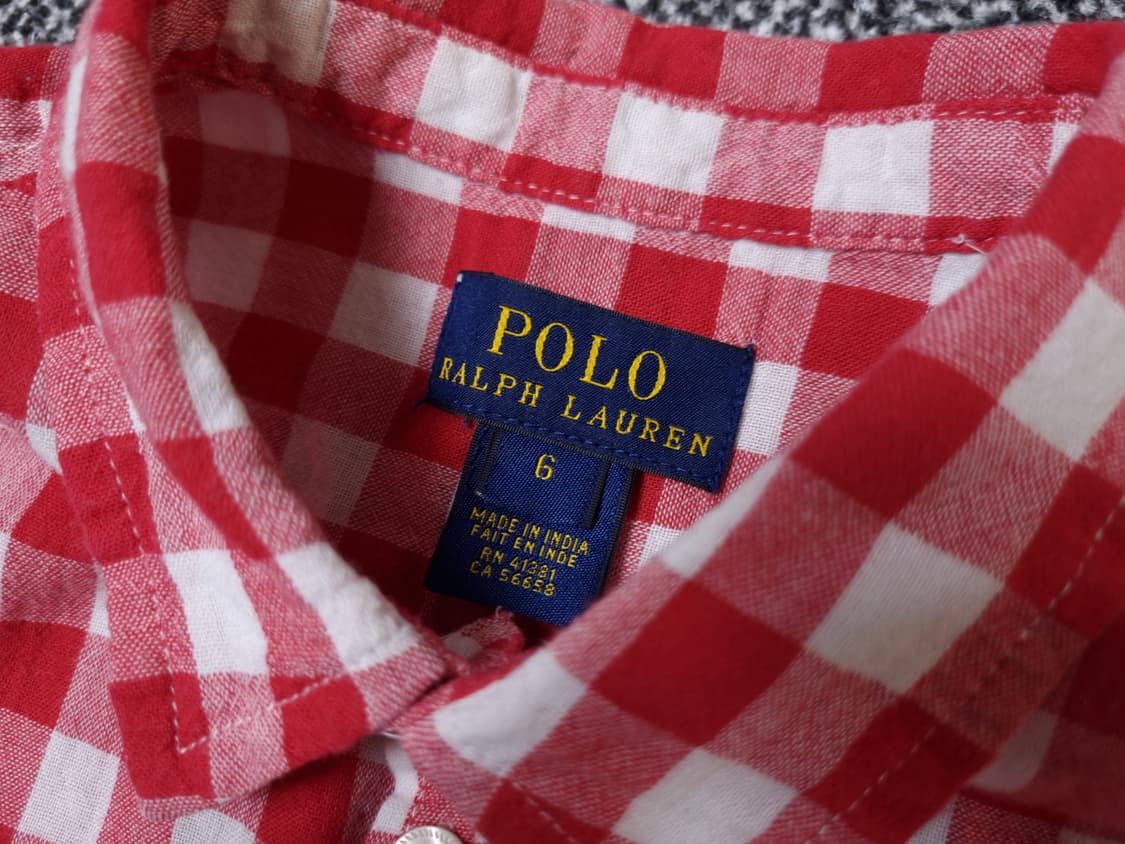 POLO
RALPH LAUREN
6
MADE IN INDIA
FAIT EN INDE
RN 41381
CA 56658